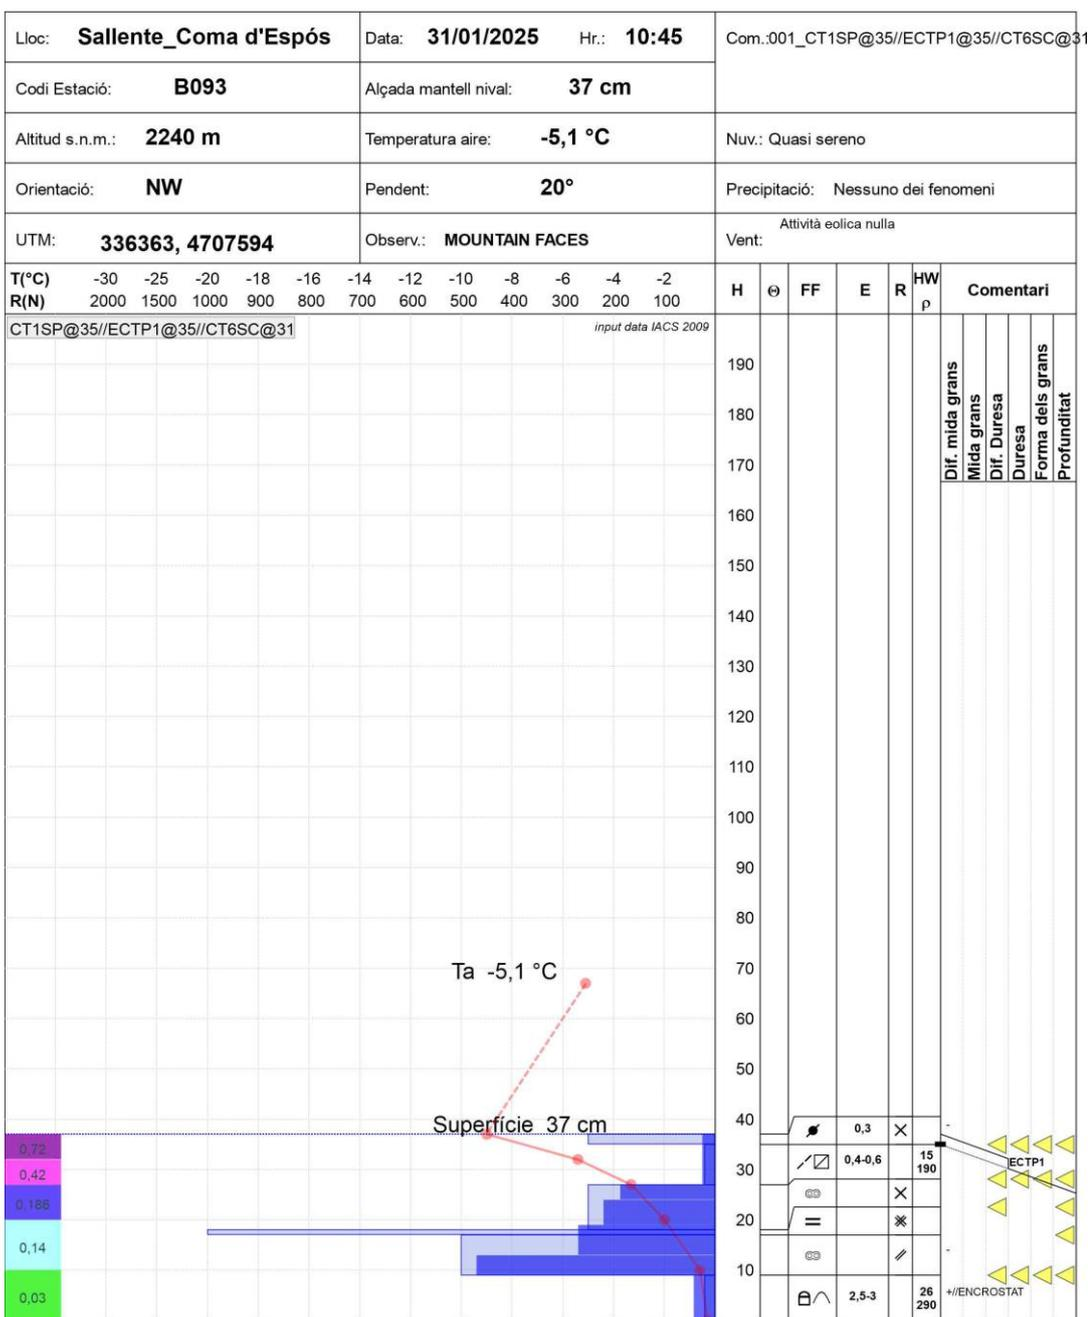 Lloc: Sallente_Coma d'Espós Data: 31/01/2025 Hr.: 10:45 Com.:001_CT1SP@35//ECTP1@35//CT6SC@31
Codi Estació: B093 Alçada mantell nival: 37 cm
Altitud s.n.m.: 2240 m Temperatura aire: -5,1 °C Nuv.: Quasi sereno
Orientació: NW Pendent: 20° Precipitació: Nessuno dei fenomeni
UTM: 336363, 4707594 Observ.: MOUNTAIN FACES Vent: Attività eolica nulla
T(°C) -30 -25 -20 -18 -16 -14 -12 -10 -8 -6 -4 -2
R(N) 2000 1500 1000 900 800 700 600 500 400 300 200 100
H Θ FF E R HW ρ Comentari
CT1SP@35//ECTP1@35//CT6SC@31 input data IACS 2009
Dif. mida grans
Mida grans
Dif. Duresa
Duresa
Forma dels grans
Profunditat
190
180
170
160
150
140
130
120
110
100
90
80
Ta -5,1 °C 70
60
50
Superfície 37 cm 40
0,72 0,3 -
0,42 30 0,4-0,6 15 190 ECTP1
0,186 20
0,14 10 -
0,03 2,5-3 26 290 +//ENCROSTAT